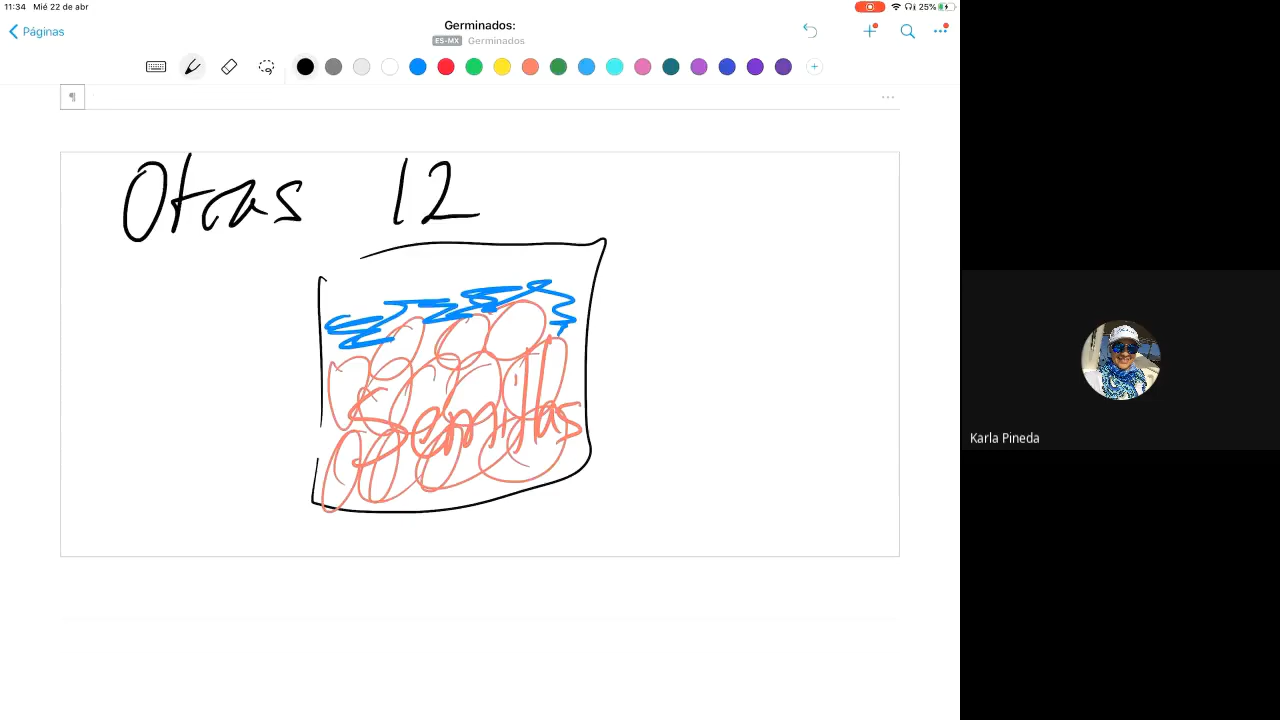 11:34 Mié 22 de abr
25%
Páginas
Germinados:
ES-MX Germinados
¶
Otras 12
Semillas
Karla Pineda